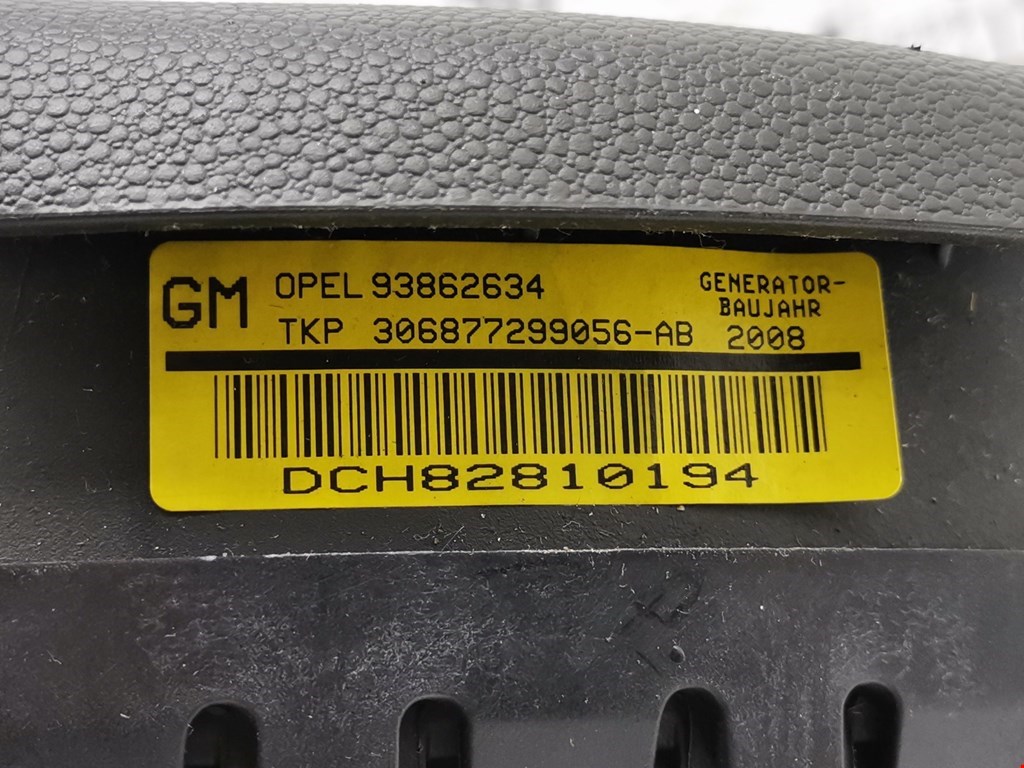 GM
OPEL 93862634
TKP 306877299056-AB
GENERATOR-
BAUJAHR
2008
DCH82810194